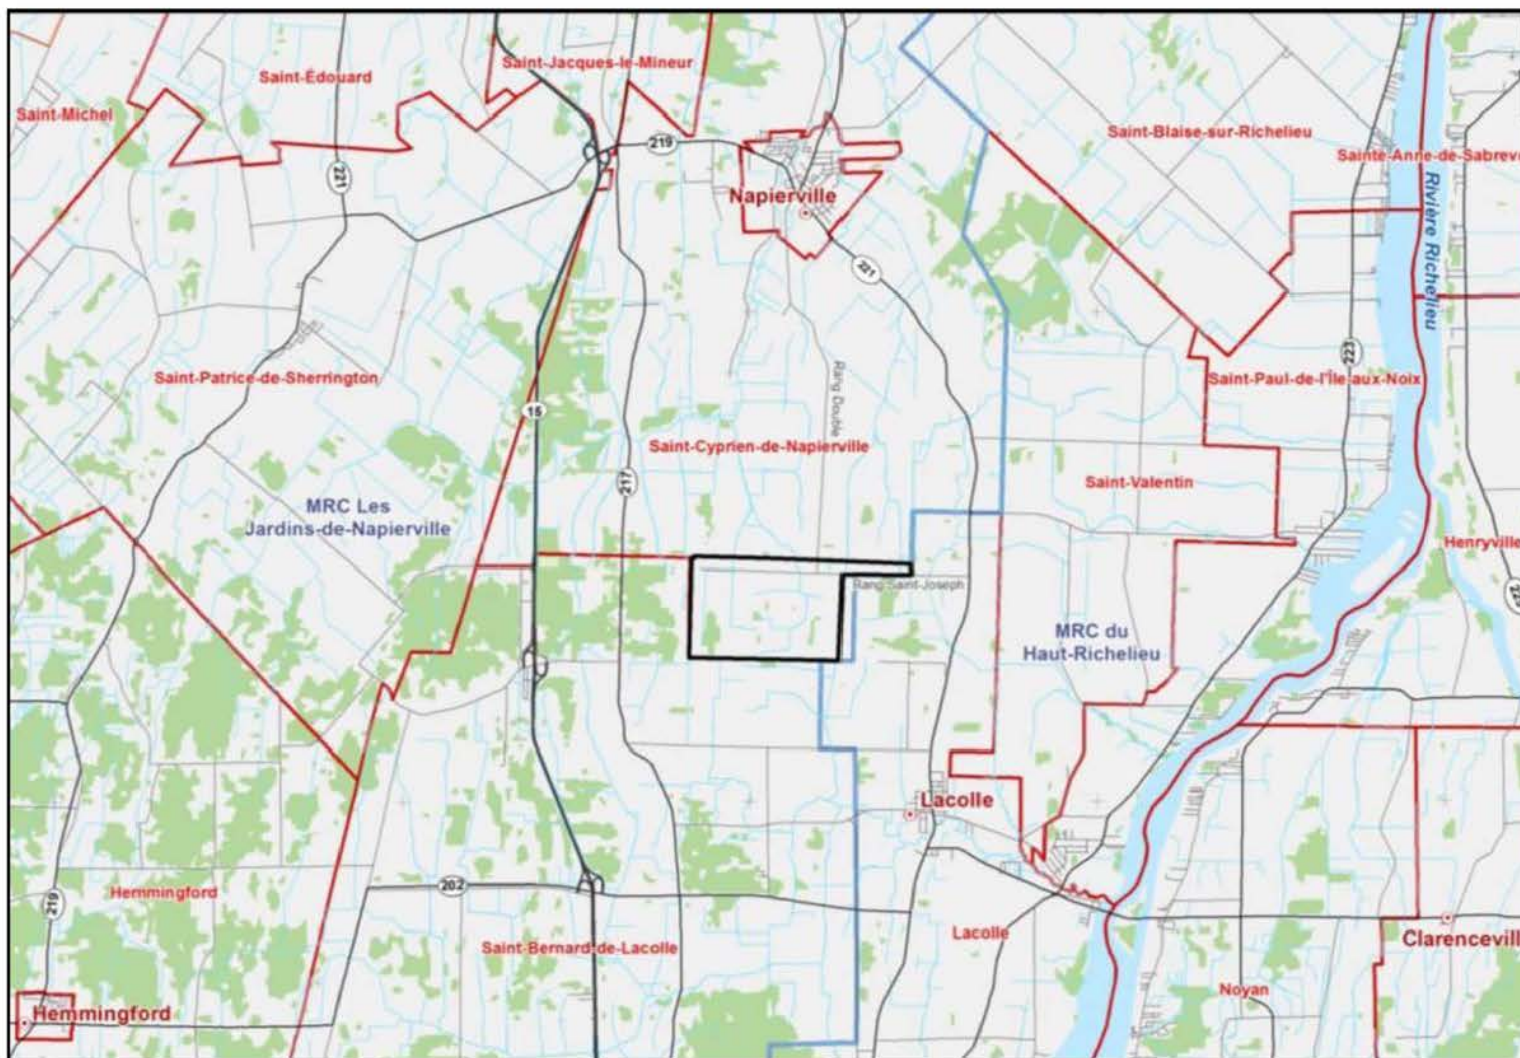 Saint-Édouard
Saint-Jacques-le-Mineur
Saint-Michel
Saint-Blaise-sur-Richelieu
219
Sainte-Anne-de-Sabrev
221
Napierville
Rivière Richelieu
221
223
Saint-Patrice-de-Sherrington
Rang Double
Saint-Paul-de-l'Île-aux-Noix
15
Saint-Cyprien-de-Napierville
217
Saint-Valentin
MRC Les
Jardins-de-Napierville
Henryville
Rang Saint-Joseph
MRC du
Haut-Richelieu
Lacolle
202
Hemmingford
219
Saint-Bernard-de-Lacolle
Lacolle
Clarencevill
Noyan
Hemmingford